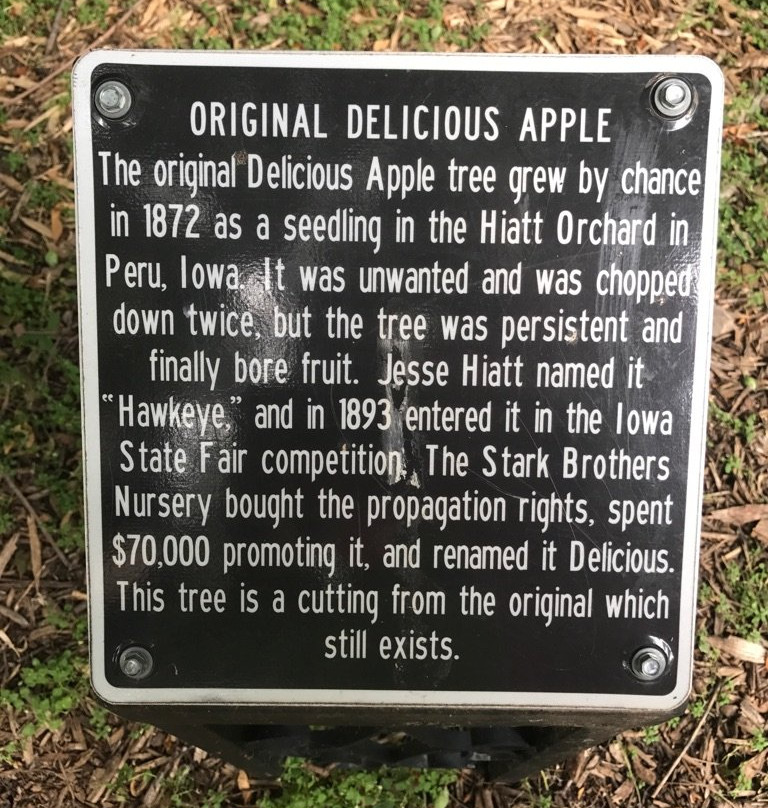 ORIGINAL DELICIOUS APPLE
The original Delicious Apple tree grew by chance
in 1872 as a seedling in the Hiatt Orchard in
Peru, Iowa. It was unwanted and was chopped
down twice, but the tree was persistent and
finally bore fruit. Jesse Hiatt named it
“Hawkeye,” and in 1893 entered it in the Iowa
State Fair competition. The Stark Brothers
Nursery bought the propagation rights, spent
$70,000 promoting it, and renamed it Delicious.
This tree is a cutting from the original which
still exists.